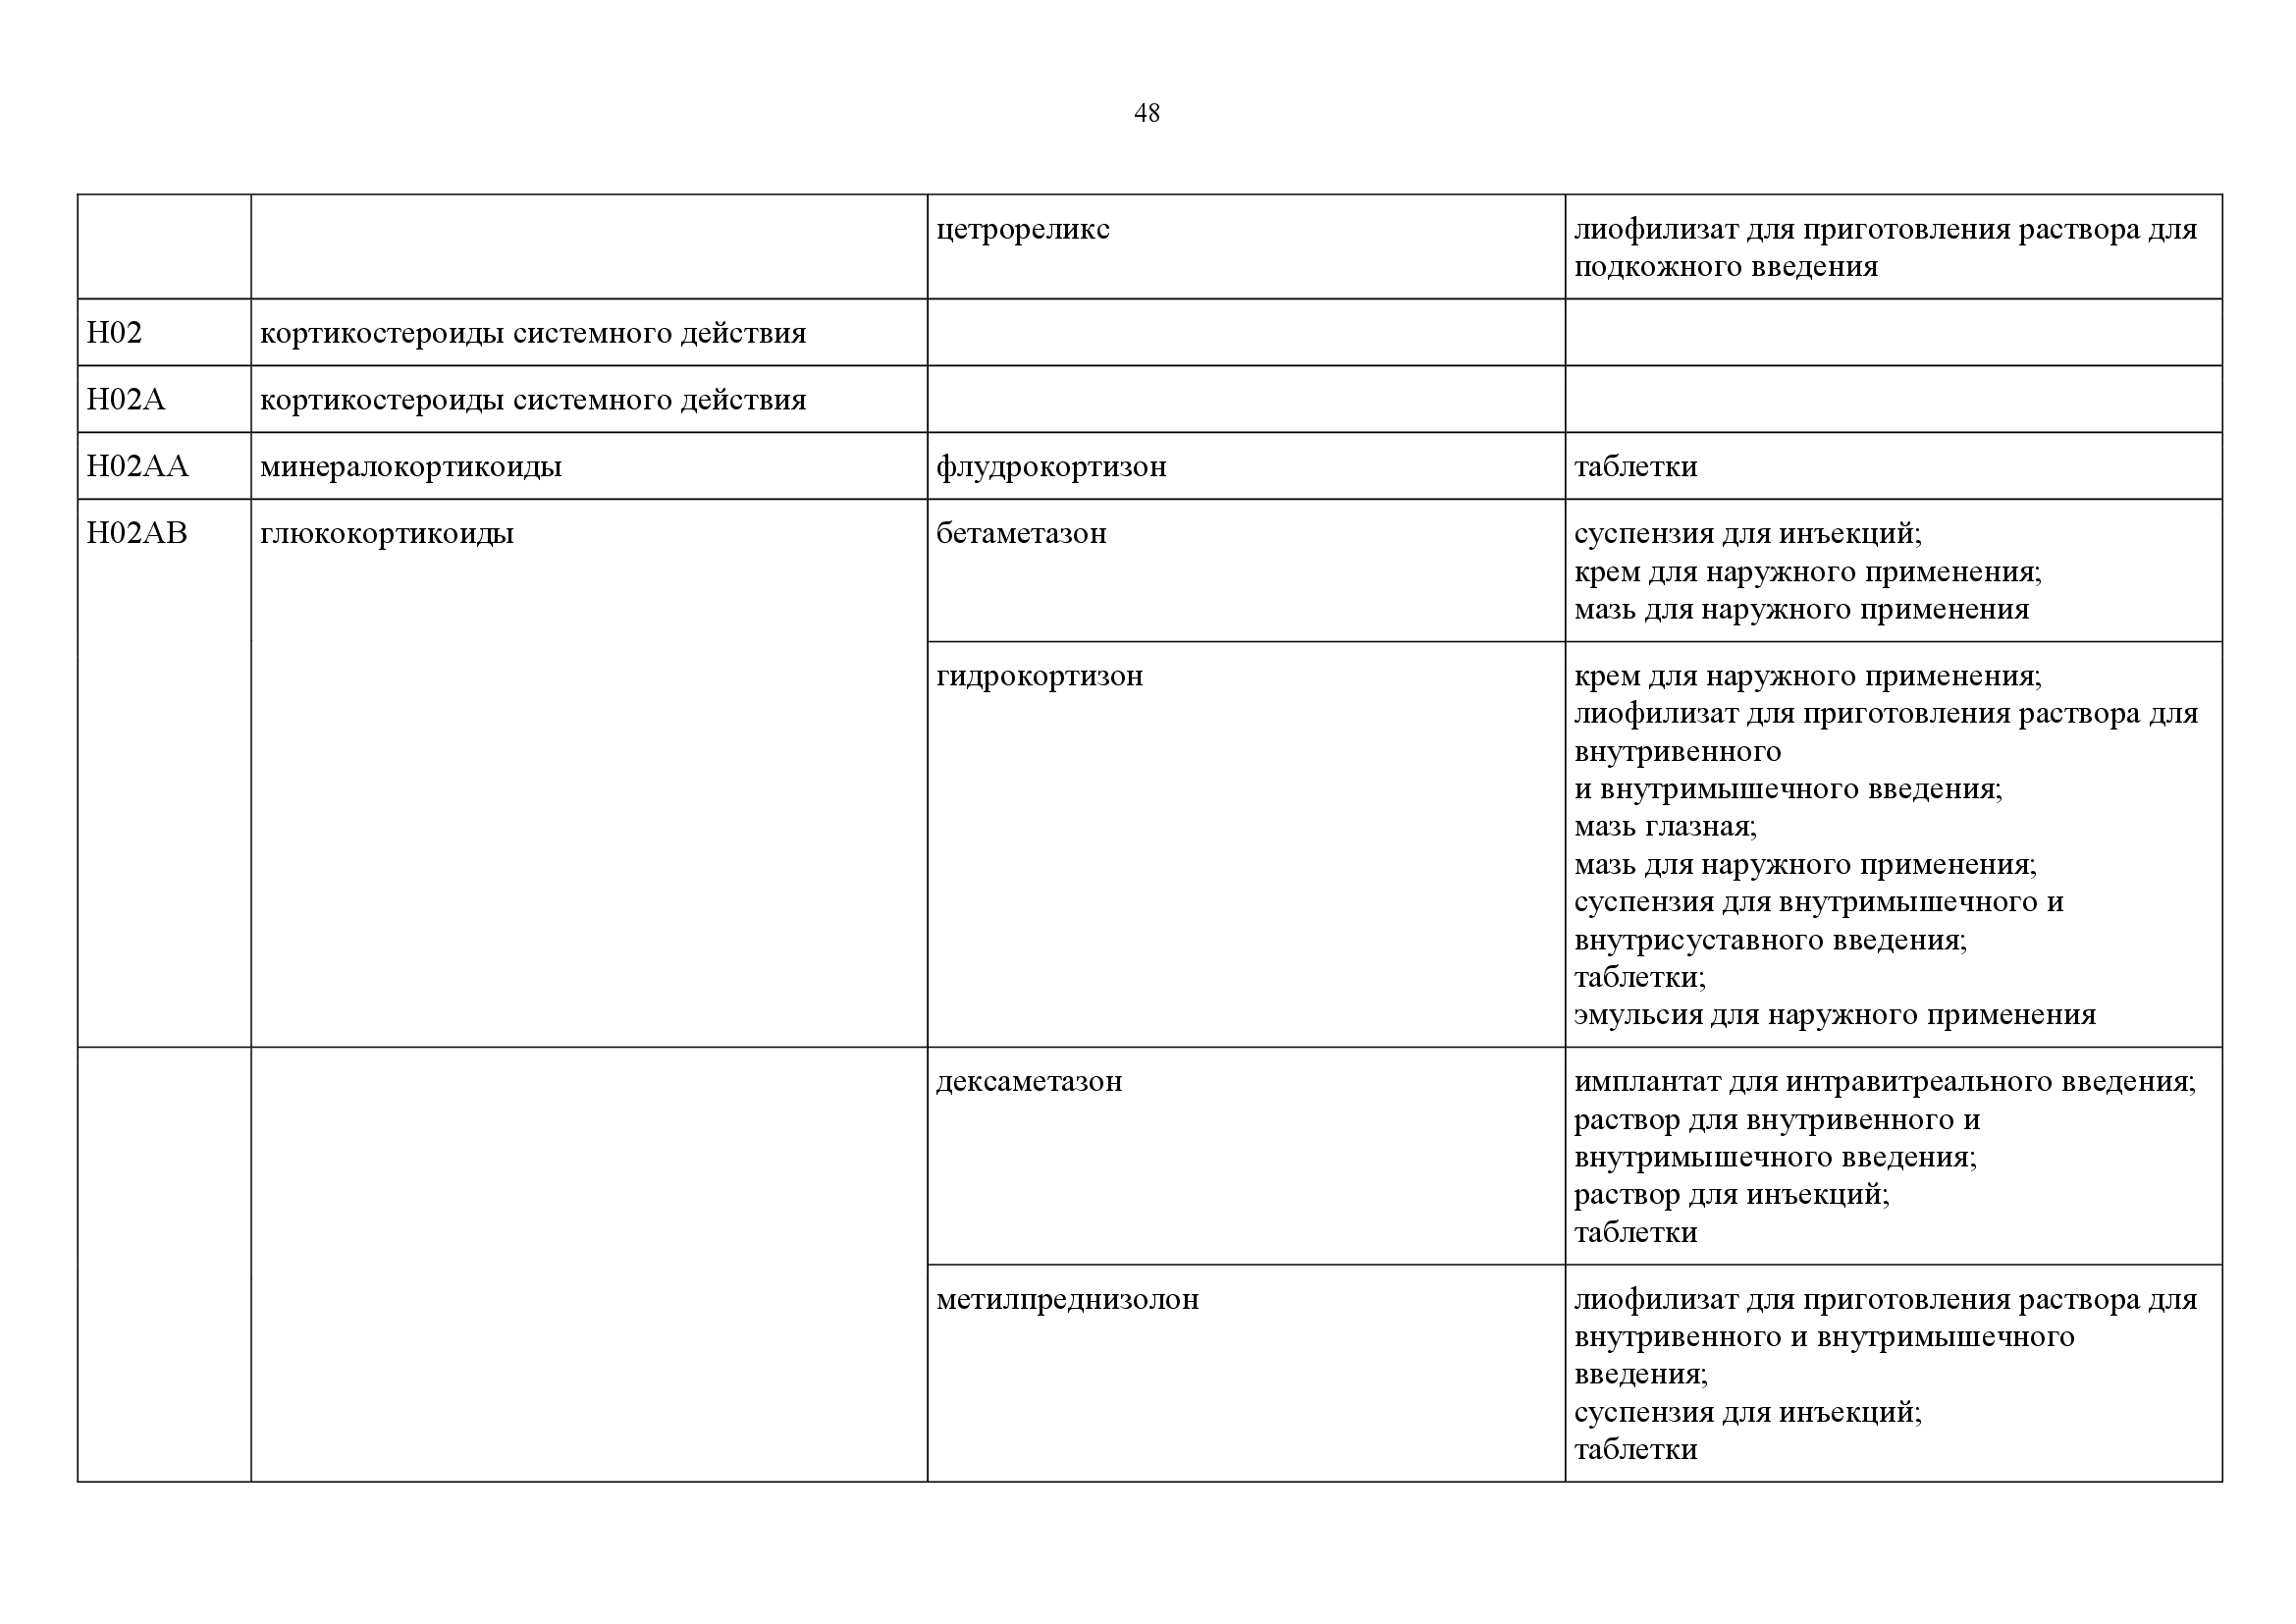 48
цетрореликс
лиофилизат для приготовления раствора для
подкожного введения
H02
кортикостероиды системного действия
H02A
кортикостероиды системного действия
H02AA
минералокортикоиды
флудрокортизон
таблетки
H02AB
глюкокортикоиды
бетаметазон
суспензия для инъекций;
крем для наружного применения;
мазь для наружного применения
гидрокортизон
крем для наружного применения;
лиофилизат для приготовления раствора для
внутривенного
и внутримышечного введения;
мазь глазная;
мазь для наружного применения;
суспензия для внутримышечного и
внутрисуставного введения;
таблетки;
эмульсия для наружного применения
дексаметазон
имплантат для интравитреального введения;
раствор для внутривенного и
внутримышечного введения;
раствор для инъекций;
таблетки
метилпреднизолон
лиофилизат для приготовления раствора для
внутривенного и внутримышечного
введения;
суспензия для инъекций;
таблетки